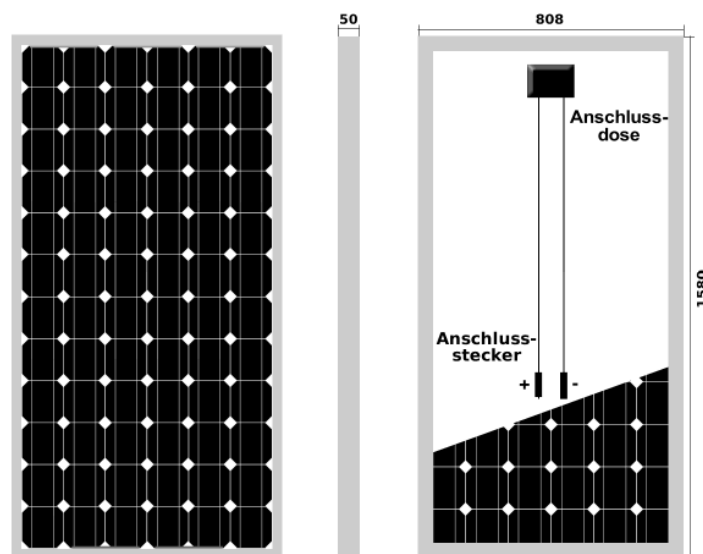 50
808
Anschluss-
dose
1580
Anschluss-
stecker
+
-